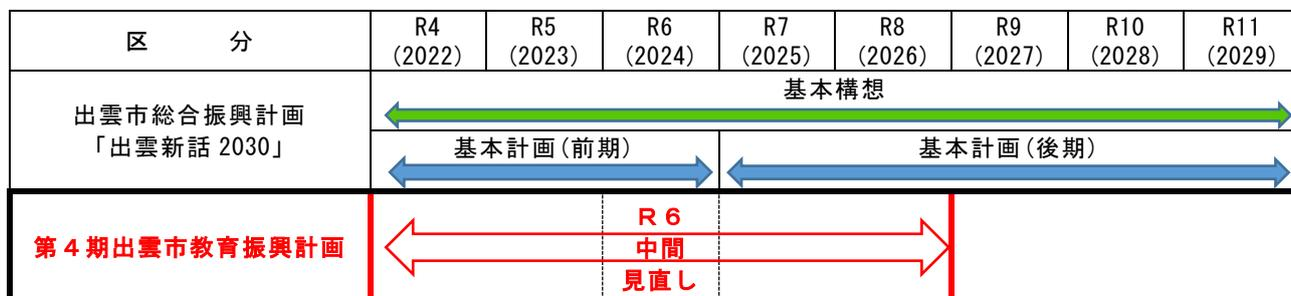 区　　　分
R4
(2022)
R5
(2023)
R6
(2024)
R7
(2025)
R8
(2026)
R9
(2027)
R10
(2028)
R11
(2029)
出雲市総合振興計画
「出雲新話 2030」
基本構想
基本計画(前期)
基本計画(後期)
第４期出雲市教育振興計画
Ｒ６
中間
見直し